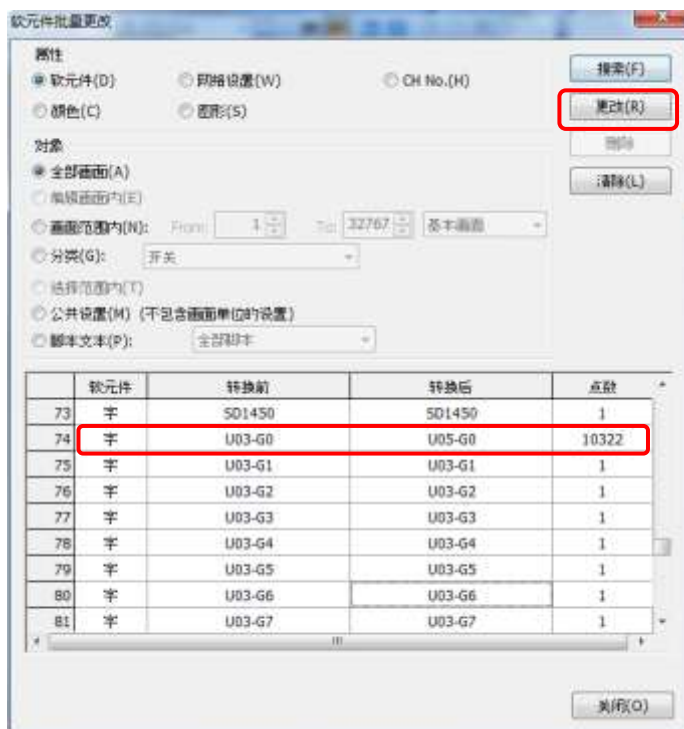 软元件批量更改
属性
软元件(D) 网络设置(W) CH No.(H)
颜色(C) 图形(S)
搜索(F)
更改(R)
删除
清除(L)
对象
全部画面(A)
编辑画面内(E)
画面范围内(N): From: 1 To: 32767 基本画面
分类(G): 开关
选择范围内(T)
公共设置(M) (不包含画面单位的设置)
脚本文本(P): 全部脚本
软元件 转换前 转换后 点数
73 字 SD1450 SD1450 1
74 字 U03-G0 U05-G0 10322
75 字 U03-G1 U03-G1 1
76 字 U03-G2 U03-G2 1
77 字 U03-G3 U03-G3 1
78 字 U03-G4 U03-G4 1
79 字 U03-G5 U03-G5 1
80 字 U03-G6 U03-G6 1
81 字 U03-G7 U03-G7 1
关闭(O)